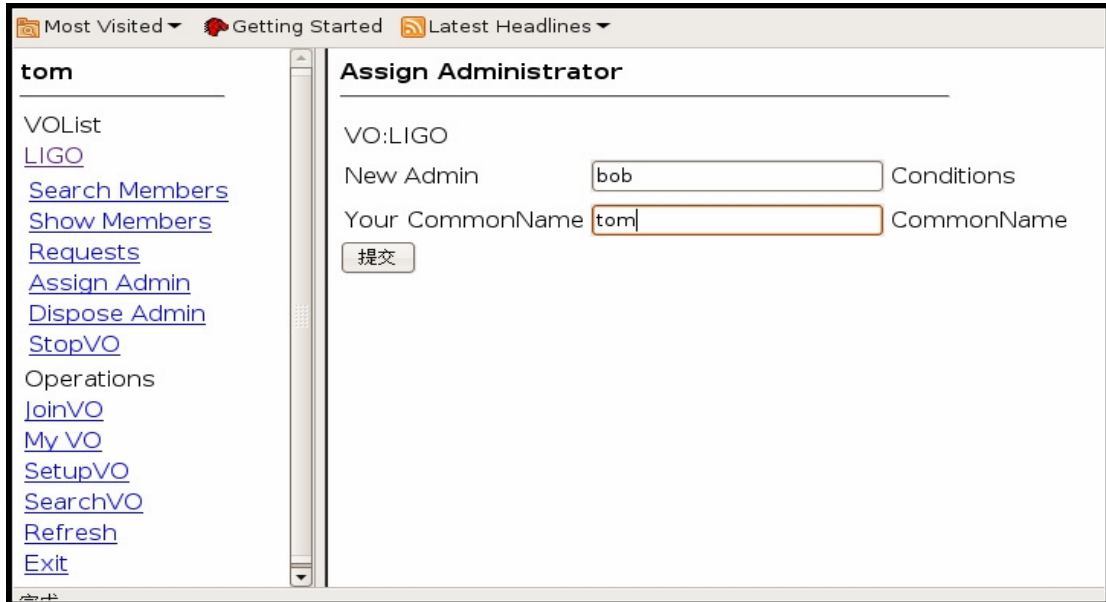 Most Visited Getting Started Latest Headlines
tom
VOList
LIGO
Search Members
Show Members
Requests
Assign Admin
Dispose Admin
StopVO
Operations
JoinVO
My VO
SetupVO
SearchVO
Refresh
Exit
Assign Administrator
VO:LIGO
New Admin bob Conditions
Your CommonName tom CommonName
提交
完成